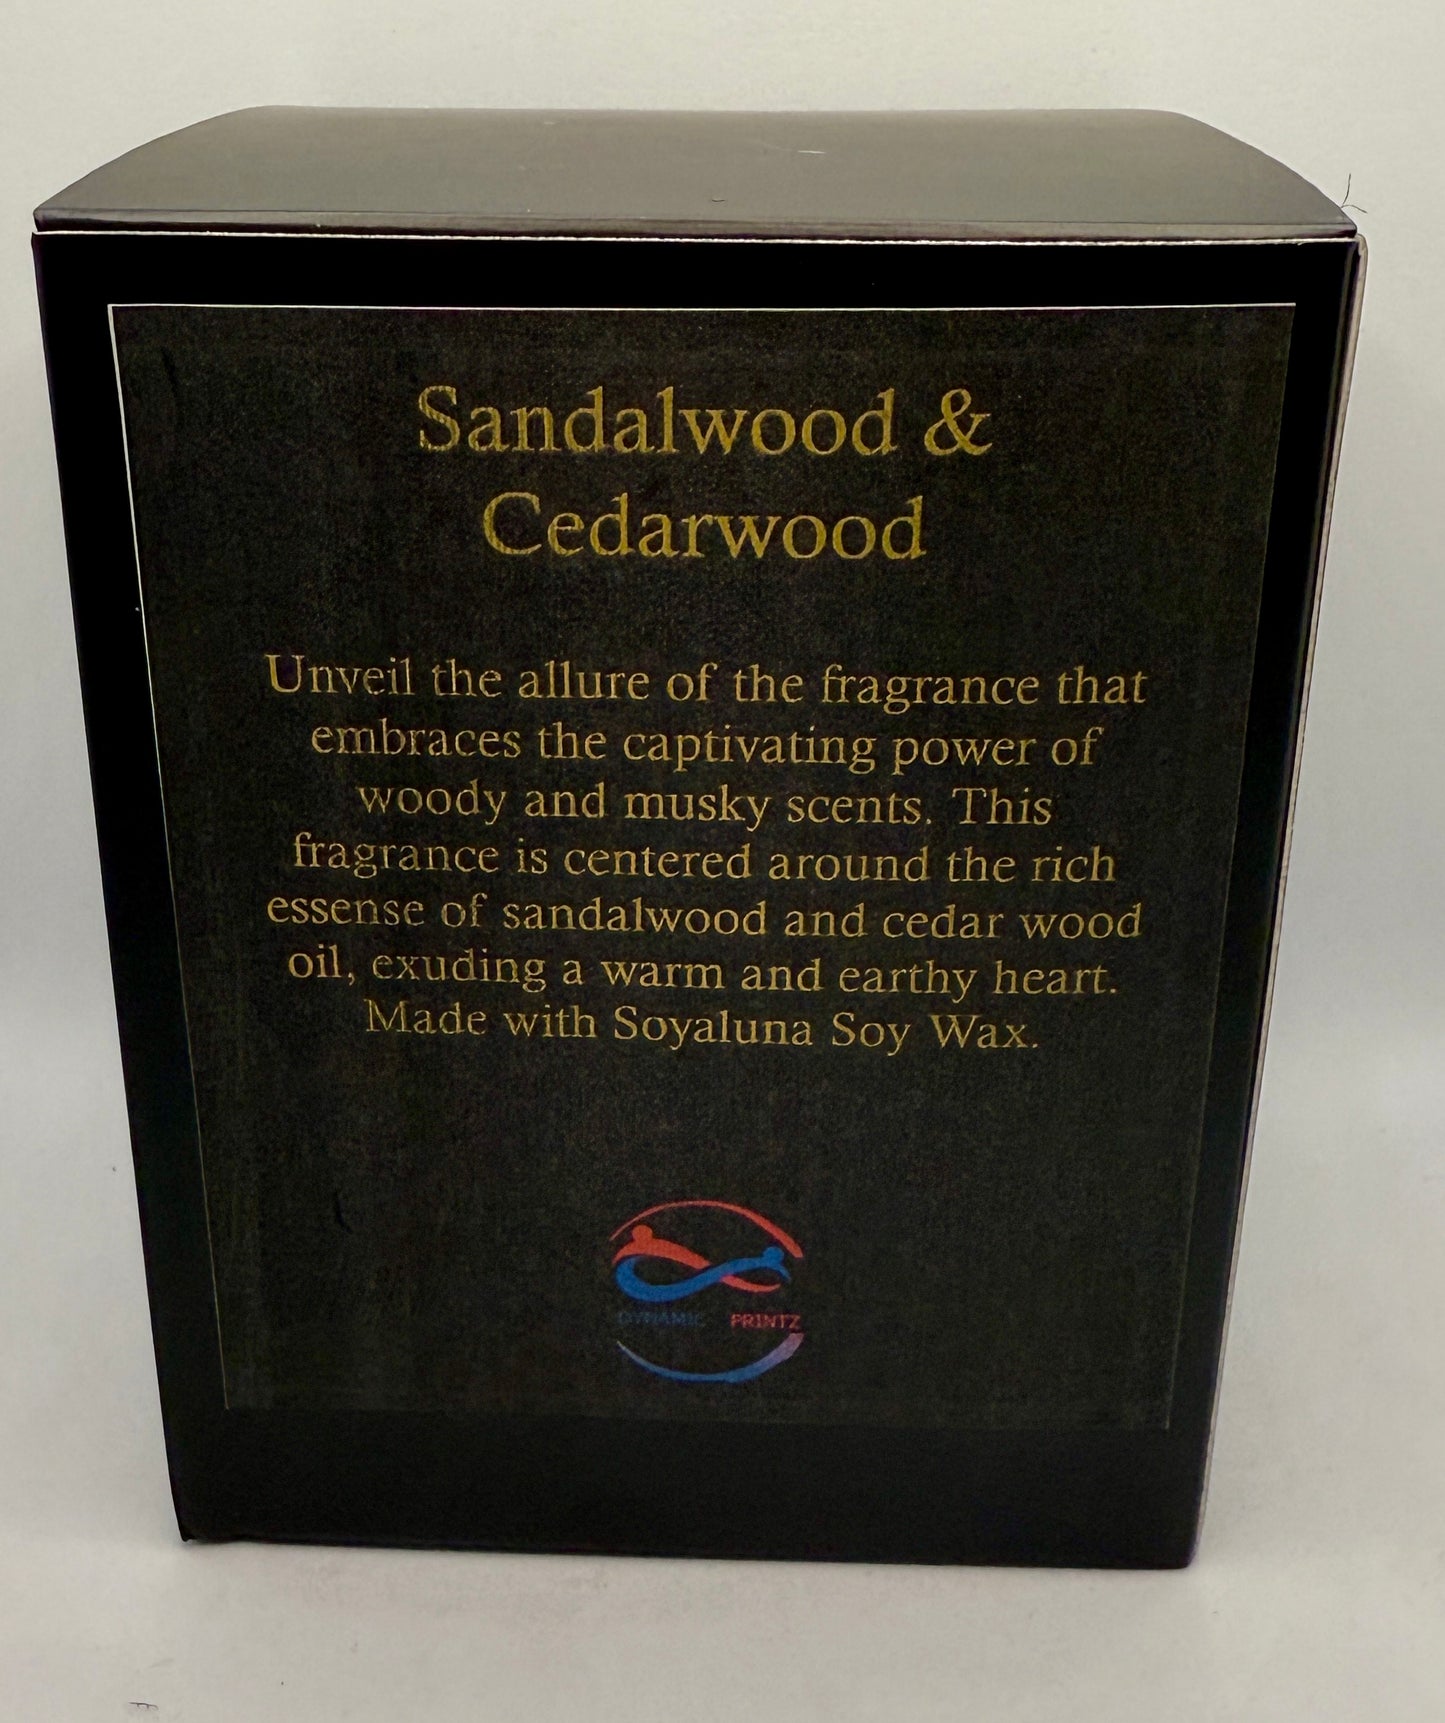 Sandalwood &
Cedarwood
Unveil the allure of the fragrance that
embraces the captivating power of
woody and musky scents. This
fragrance is centered around the rich
essense of sandalwood and cedar wood
oil, exuding a warm and earthy heart.
Made with Soyaluna Soy Wax.
DYNAMIC PRINTZ